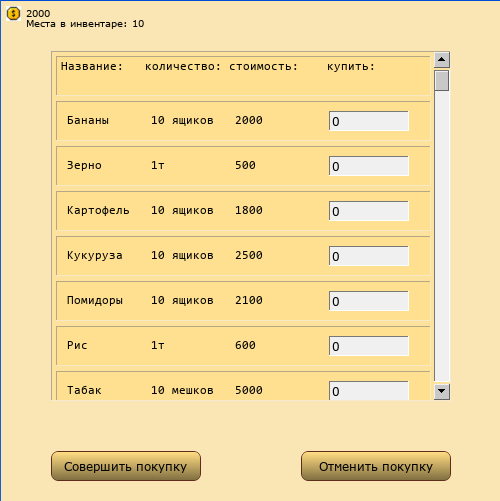 2000
Места в инвентаре: 10
Название: количество: стоимость: купить:
Бананы 10 ящиков 2000 0
Зерно 1т 500 0
Картофель 10 ящиков 1800 0
Кукуруза 10 ящиков 2500 0
Помидоры 10 ящиков 2100 0
Рис 1т 600 0
Табак 10 мешков 5000 0
Совершить покупку Отменить покупку